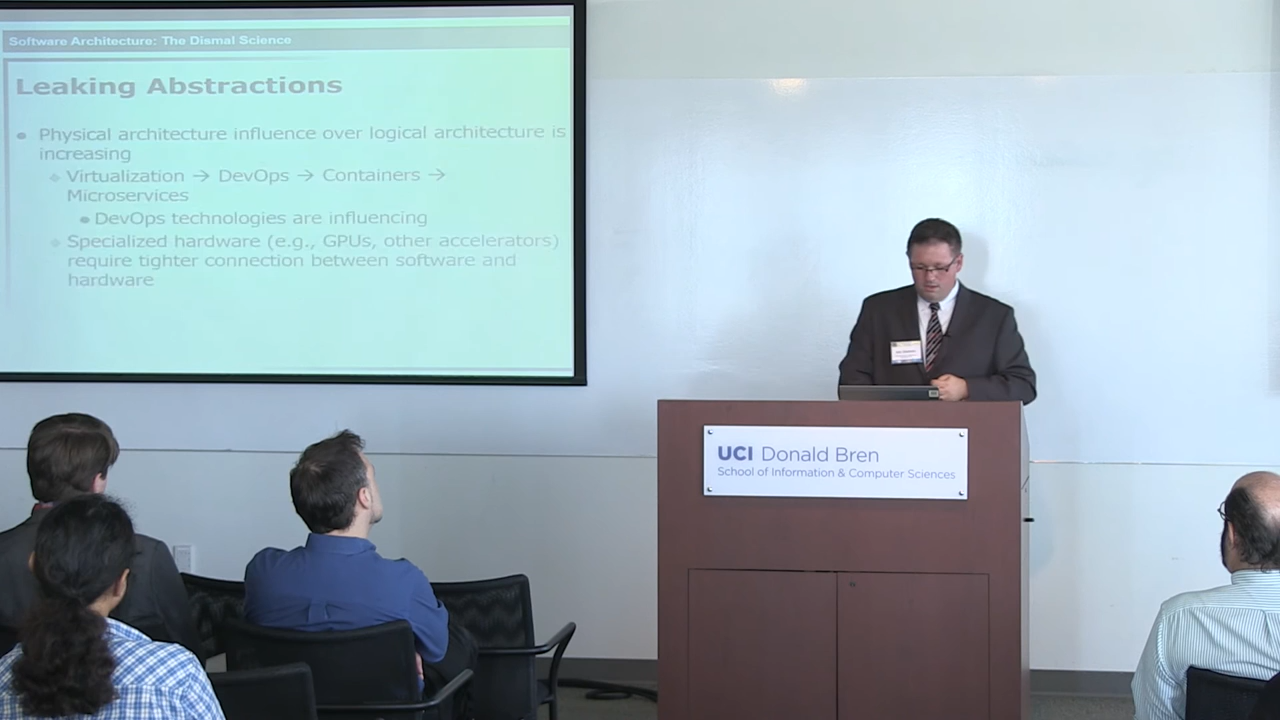 Software Architecture: The Dismal Science
Leaking Abstractions
• Physical architecture influence over logical architecture is
increasing
Virtualization → DevOps → Containers →
Microservices
• DevOps technologies are influencing
Specialized hardware (e.g., GPUs, other accelerators)
require tighter connection between software and
hardware
UCI Donald Bren
School of Information & Computer Sciences